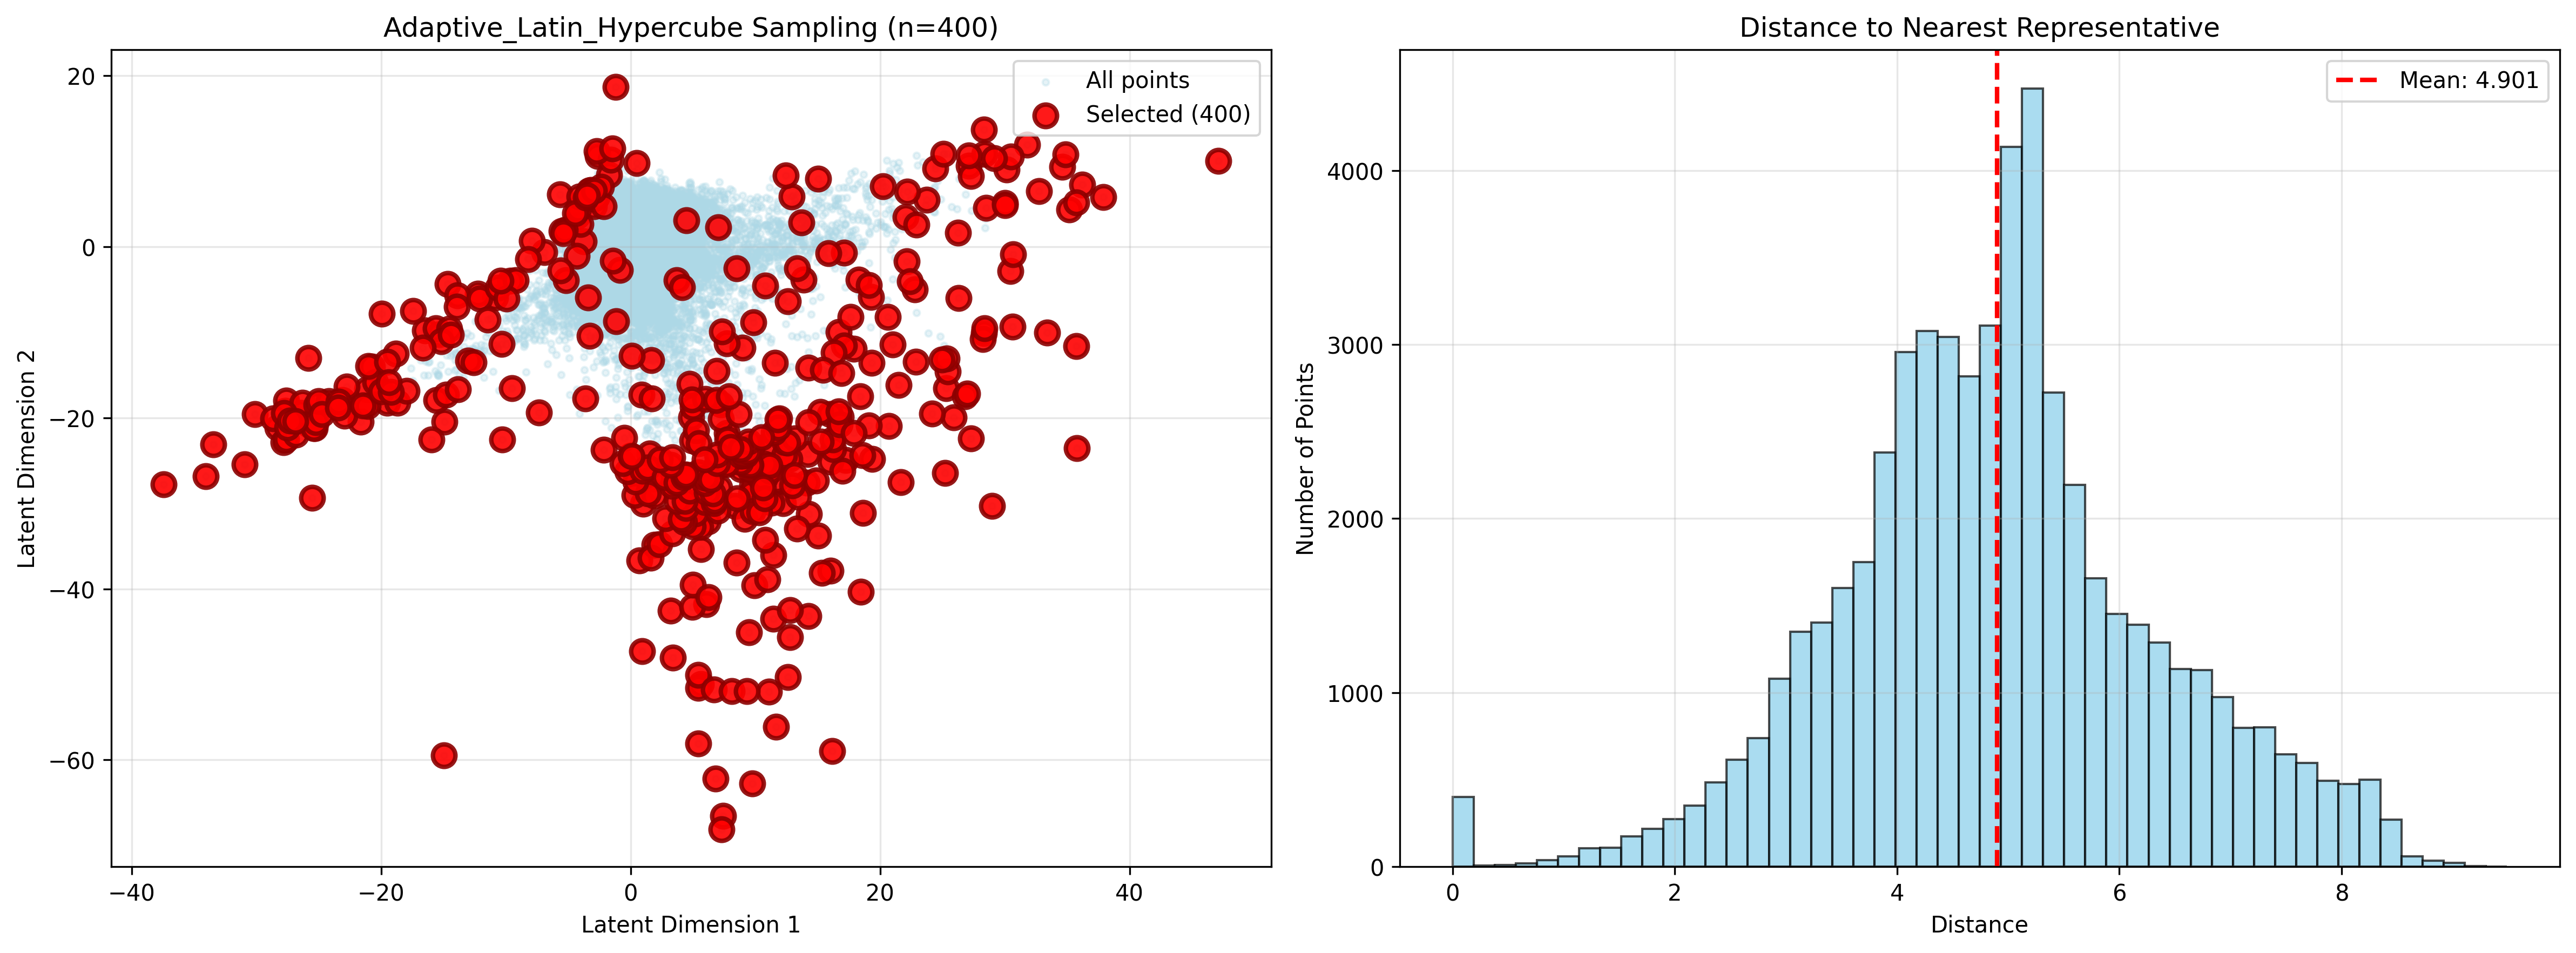 Adaptive_Latin_Hypercube Sampling (n=400)
All points
Selected (400)
20
0
−20
−40
−60
Latent Dimension 2
−40
−20
0
20
40
Latent Dimension 1
Distance to Nearest Representative
Mean: 4.901
4000
3000
2000
1000
0
Number of Points
0
2
4
6
8
Distance